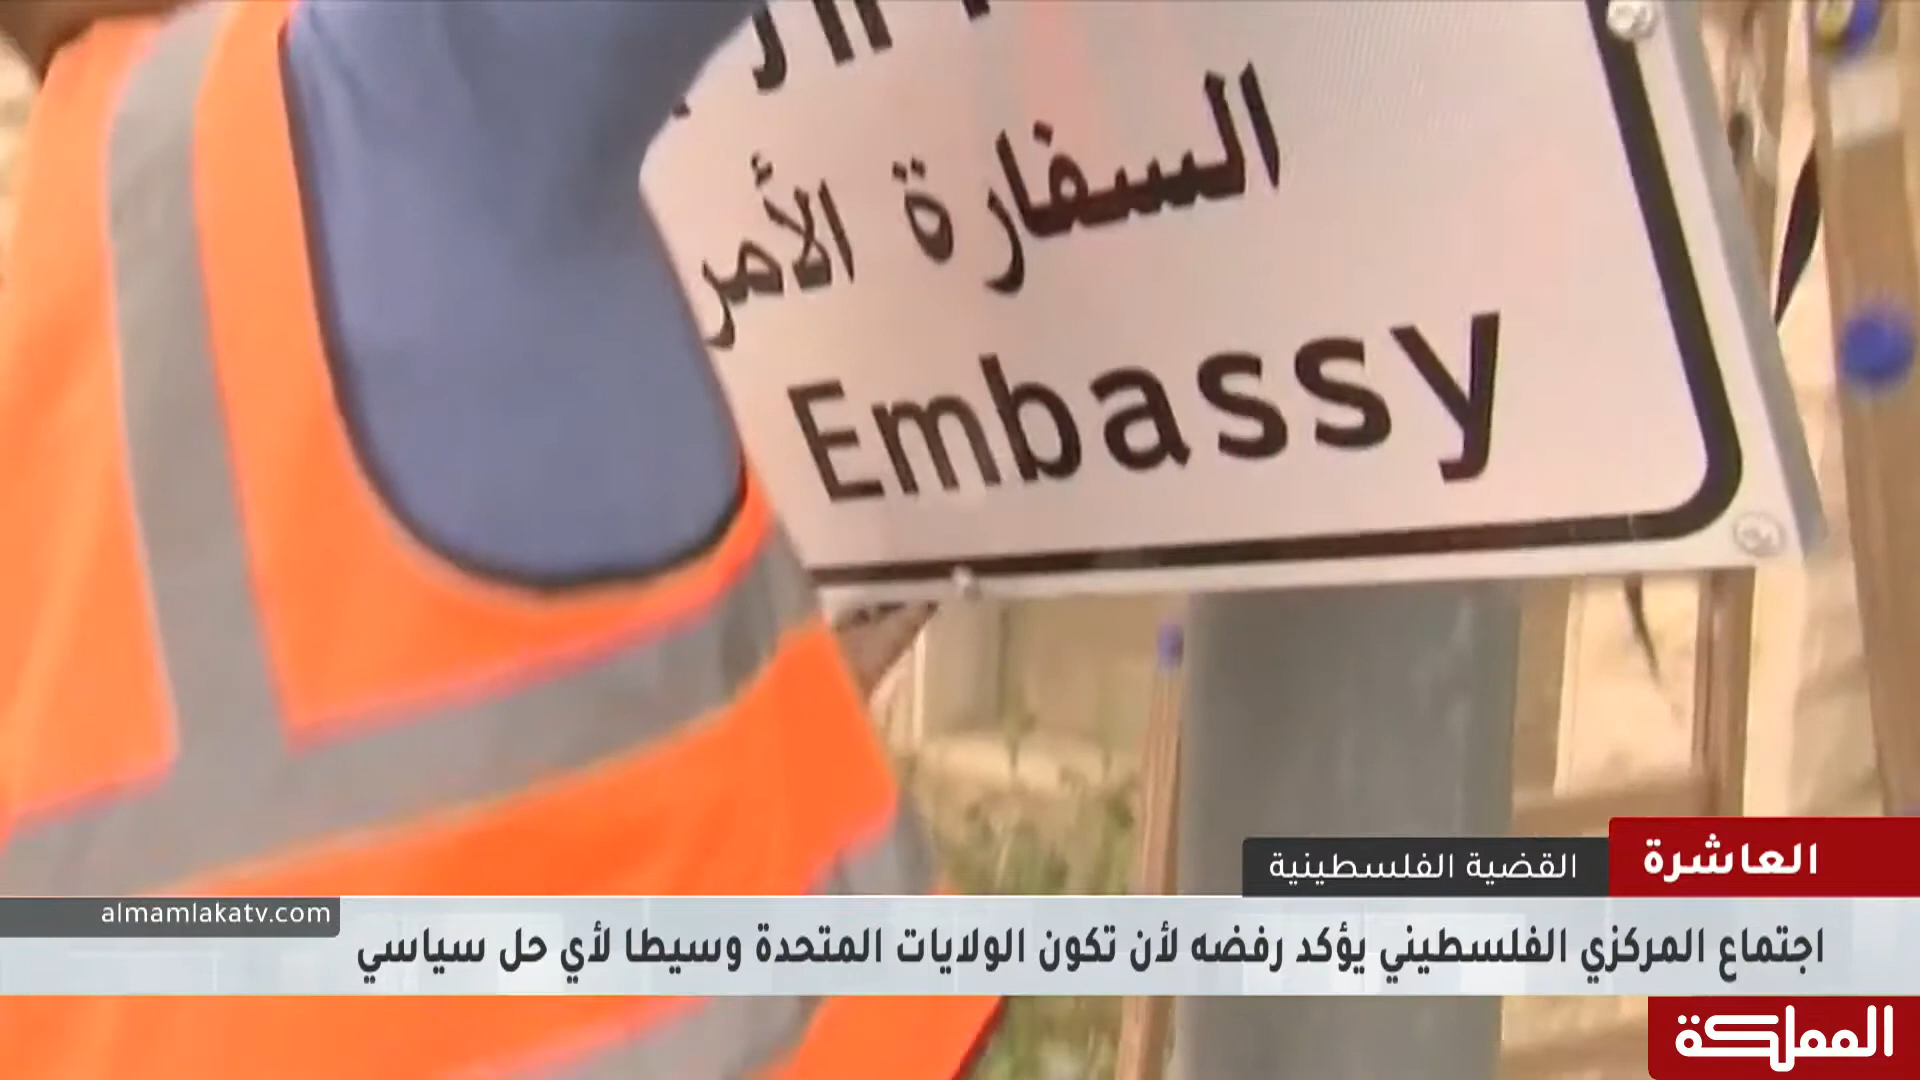 السفارة الأمر
Embassy
العاشرة
القضية الفلسطينية
almamlakatv.com
اجتماع المركزي الفلسطيني يؤكد رفضه لأن تكون الولايات المتحدة وسيطا لأي حل سياسي
المملكة